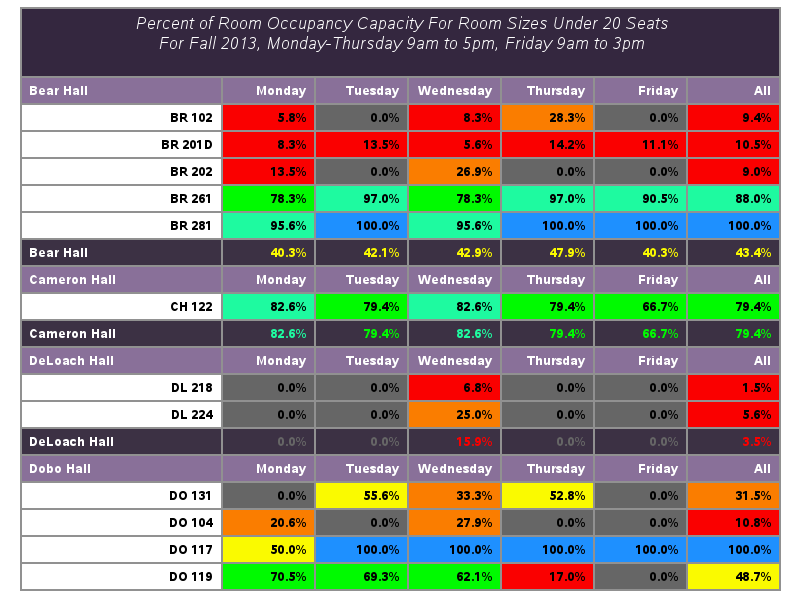 Percent of Room Occupancy Capacity For Room Sizes Under 20 Seats
For Fall 2013, Monday-Thursday 9am to 5pm, Friday 9am to 3pm
Bear Hall Monday Tuesday Wednesday Thursday Friday All
BR 102 5.8% 0.0% 8.3% 28.3% 0.0% 9.4%
BR 201D 8.3% 13.5% 5.6% 14.2% 11.1% 10.5%
BR 202 13.5% 0.0% 26.9% 0.0% 0.0% 9.0%
BR 261 78.3% 97.0% 78.3% 97.0% 90.5% 88.0%
BR 281 95.6% 100.0% 95.6% 100.0% 100.0% 100.0%
Bear Hall 40.3% 42.1% 42.9% 47.9% 40.3% 43.4%
Cameron Hall Monday Tuesday Wednesday Thursday Friday All
CH 122 82.6% 79.4% 82.6% 79.4% 66.7% 79.4%
Cameron Hall 82.6% 79.4% 82.6% 79.4% 66.7% 79.4%
DeLoach Hall Monday Tuesday Wednesday Thursday Friday All
DL 218 0.0% 0.0% 6.8% 0.0% 0.0% 1.5%
DL 224 0.0% 0.0% 25.0% 0.0% 0.0% 5.6%
DeLoach Hall 0.0% 0.0% 15.9% 0.0% 0.0% 3.5%
Dobo Hall Monday Tuesday Wednesday Thursday Friday All
DO 131 0.0% 55.6% 33.3% 52.8% 0.0% 31.5%
DO 104 20.6% 0.0% 27.9% 0.0% 0.0% 10.8%
DO 117 50.0% 100.0% 100.0% 100.0% 100.0% 100.0%
DO 119 70.5% 69.3% 62.1% 17.0% 0.0% 48.7%